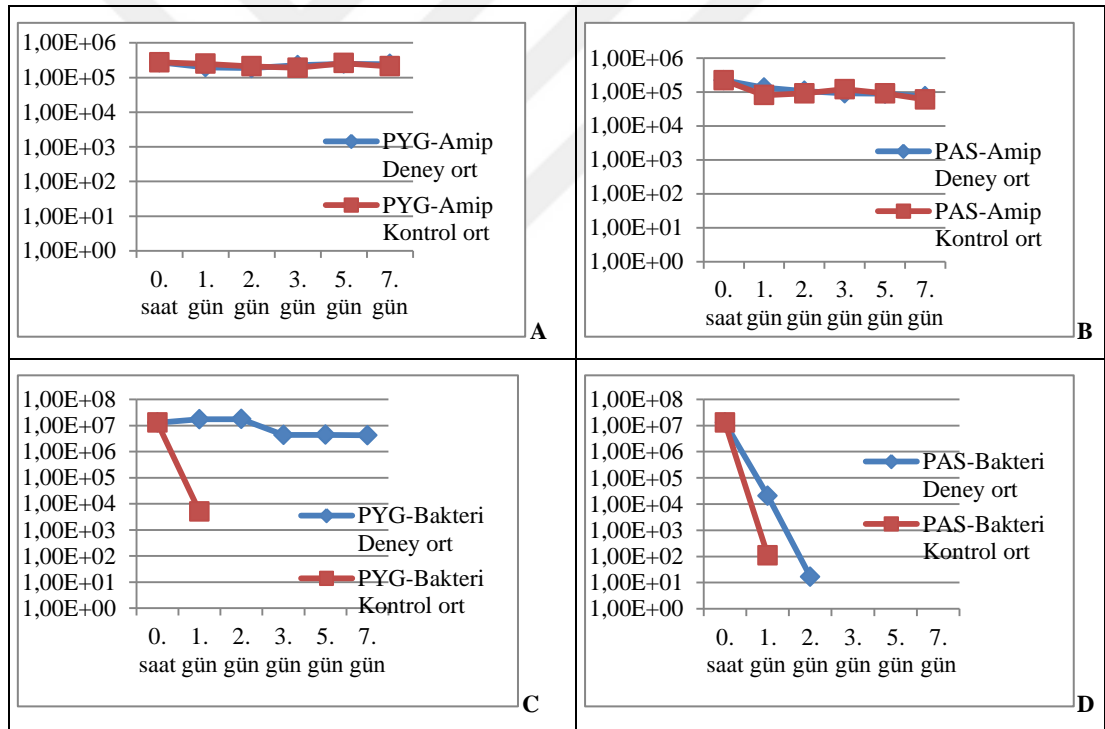 1,00E+06
1,00E+05
1,00E+04
1,00E+03
1,00E+02
1,00E+01
1,00E+00
PYG-Amip
Deney ort
PYG-Amip
Kontrol ort
0. 1. 2. 3. 5. 7.
saat gün gün gün gün gün
A
1,00E+06
1,00E+05
1,00E+04
1,00E+03
1,00E+02
1,00E+01
1,00E+00
PAS-Amip
Deney ort
PAS-Amip
Kontrol ort
0. 1. 2. 3. 5. 7.
saat gün gün gün gün gün
B
1,00E+08
1,00E+07
1,00E+06
1,00E+05
1,00E+04
1,00E+03
1,00E+02
1,00E+01
1,00E+00
PYG-Bakteri
Deney ort
PYG-Bakteri
Kontrol ort
0. 1. 2. 3. 5. 7.
saat gün gün gün gün gün
C
1,00E+08
1,00E+07
1,00E+06
1,00E+05
1,00E+04
1,00E+03
1,00E+02
1,00E+01
1,00E+00
PAS-Bakteri
Deney ort
PAS-Bakteri
Kontrol ort
0. 1. 2. 3. 5. 7.
saat gün gün gün gün gün
D